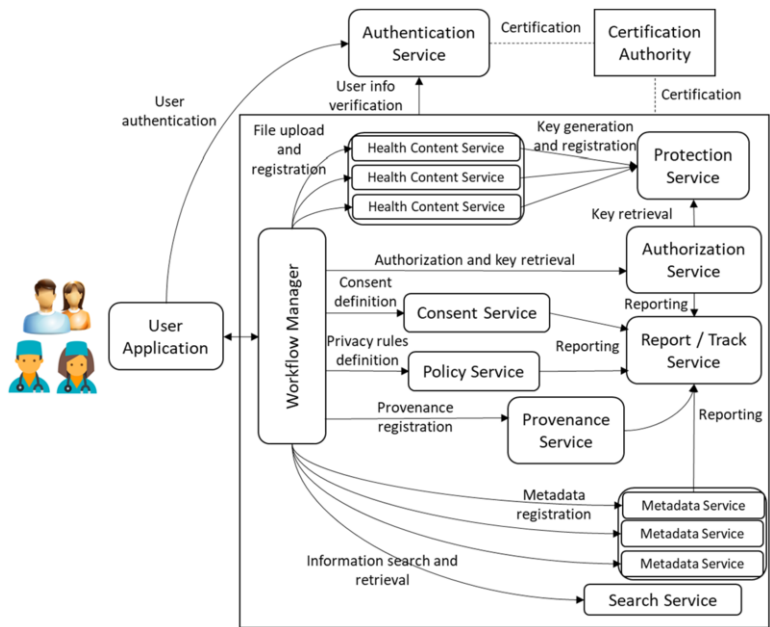 Authentication
Service
Certification
Certification
Authority
User info
verification
Certification
User
authentication
File upload
and
registration
Health Content Service
Health Content Service
Health Content Service
Key generation
and registration
Protection
Service
Key retrieval
Authorization and key retrieval
Authorization
Service
Reporting
Consent
definition
Consent Service
User
Application
Workflow Manager
Privacy rules
definition
Reporting
Report / Track
Service
Policy Service
Provenance
registration
Provenance
Service
Reporting
Metadata
registration
Metadata Service
Metadata Service
Metadata Service
Information search and
retrieval
Search Service